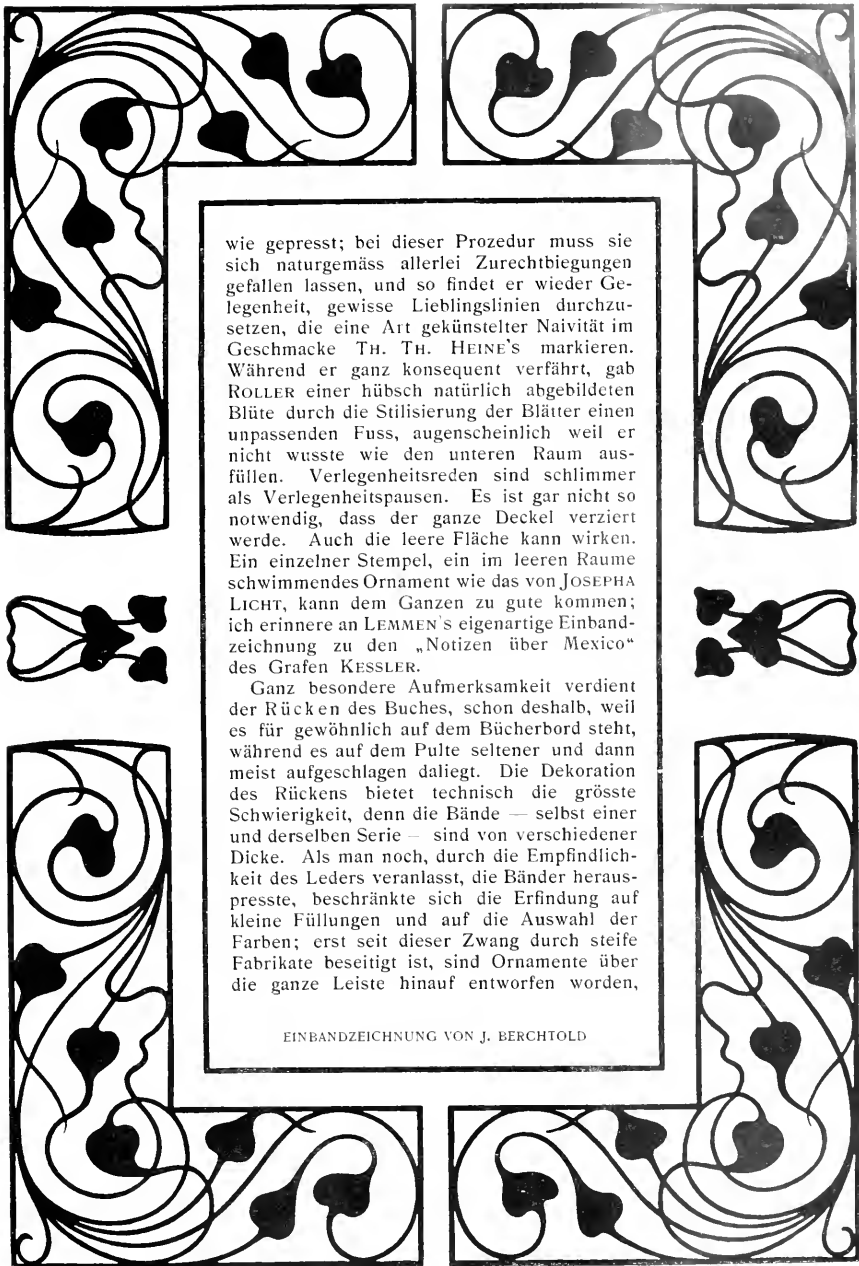 wie gepresst; bei dieser Prozedur muss sie
sich naturgemäss allerlei Zurechtbiegungen
gefallen lassen, und so findet er wieder Ge-
legenheit, gewisse Lieblingslinien durchzu-
setzen, die eine Art gekünstelter Naivität im
Geschmacke TH. TH. HEINE'S markieren.
Während er ganz konsequent verfährt, gab
ROLLER einer hübsch natürlich abgebildeten
Blüte durch die Stilisierung der Blätter einen
unpassenden Fuss, augenscheinlich weil er
nicht wusste wie den unteren Raum aus-
füllen. Verlegenheitsreden sind schlimmer
als Verlegenheitspausen. Es ist gar nicht so
notwendig, dass der ganze Deckel verziert
werde. Auch die leere Fläche kann wirken.
Ein einzelner Stempel, ein im leeren Raume
schwimmendes Ornament wie das von JOSEPHA
LICHT, kann dem Ganzen zu gute kommen;
ich erinnere an LEMMEN'S eigenartige Einband-
zeichnung zu den „Notizen über Mexico“
des Grafen KESSLER.
Ganz besondere Aufmerksamkeit verdient
der Rücken des Buches, schon deshalb, weil
es für gewöhnlich auf dem Bücherbord steht,
während es auf dem Pulte seltener und dann
meist aufgeschlagen daliegt. Die Dekoration
des Rückens bietet technisch die grösste
Schwierigkeit, denn die Bände — selbst einer
und derselben Serie — sind von verschiedener
Dicke. Als man noch, durch die Empfindlich-
keit des Leders veranlasst, die Bänder heraus-
presste, beschränkte sich die Erfindung auf
kleine Füllungen und auf die Auswahl der
Farben; erst seit dieser Zwang durch steife
Fabrikate beseitigt ist, sind Ornamente über
die ganze Leiste hinauf entworfen worden,
EINBANDZEICHNUNG VON J. BERCHTOLD